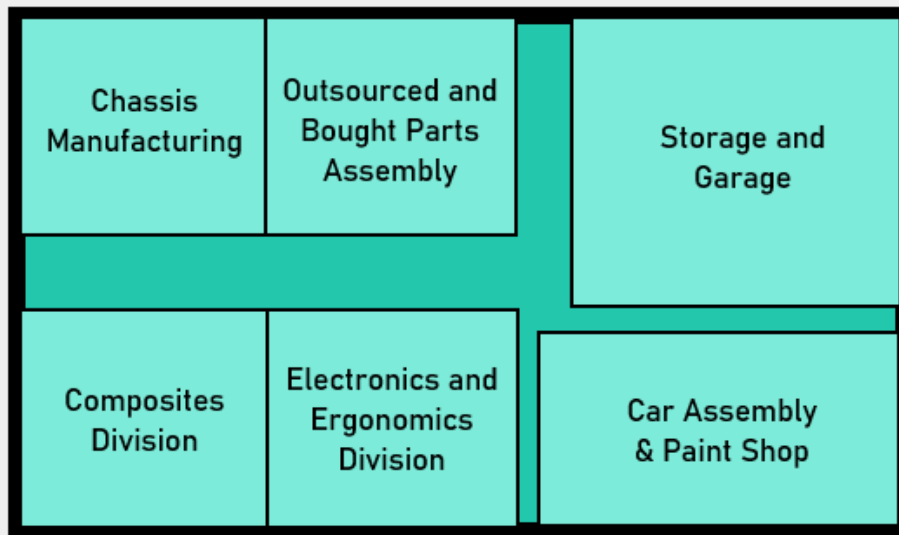 Chassis
Manufacturing
Outsourced and
Bought Parts
Assembly
Storage and
Garage
Composites
Division
Electronics and
Ergonomics
Division
Car Assembly
& Paint Shop